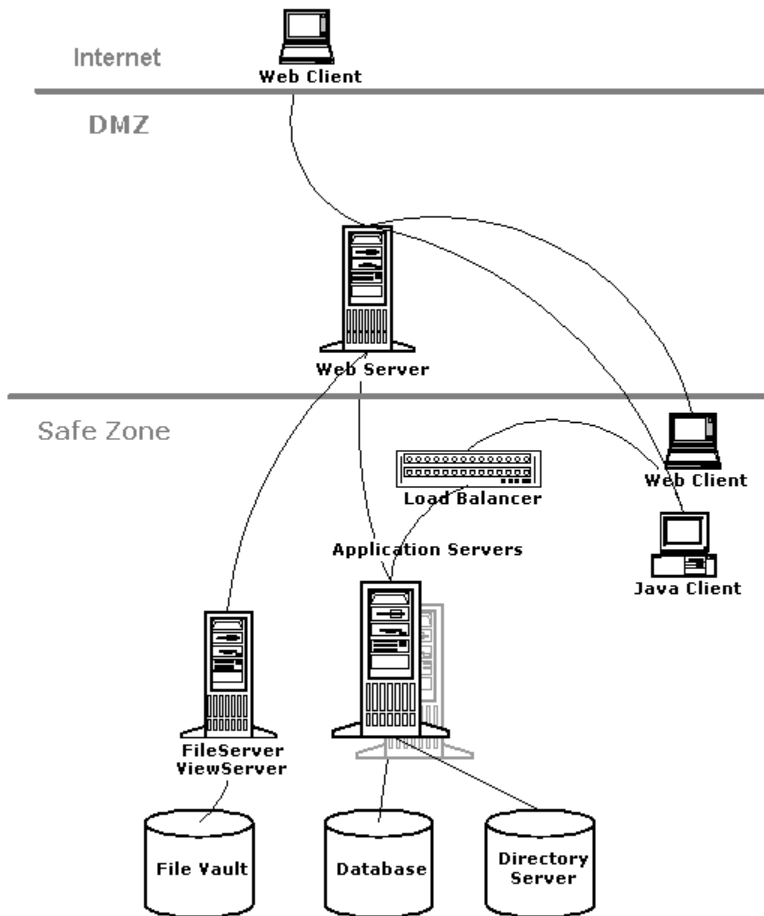 Internet
Web Client
DMZ
Web Server
Safe Zone
Load Balancer
Web Client
Application Servers
Java Client
FileServer
ViewServer
File Vault
Database
Directory
Server